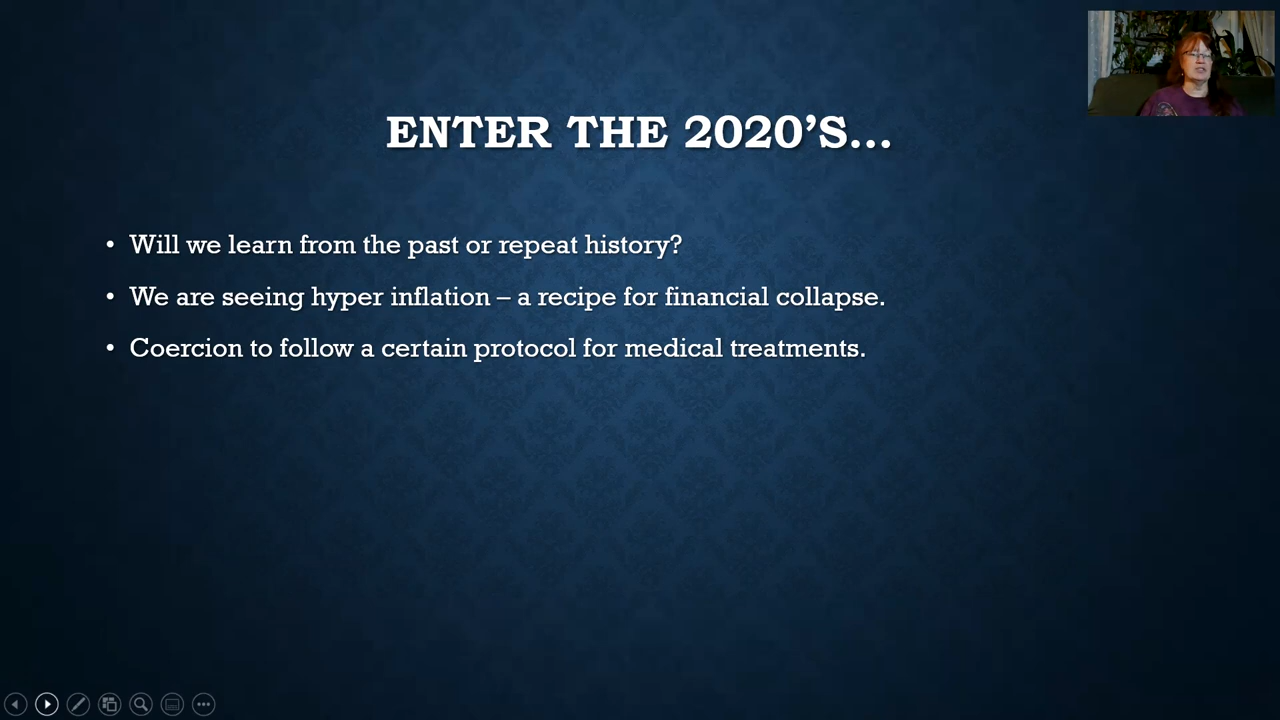 ENTER THE 2020’S…
• Will we learn from the past or repeat history?
• We are seeing hyper inflation – a recipe for financial collapse.
• Coercion to follow a certain protocol for medical treatments.